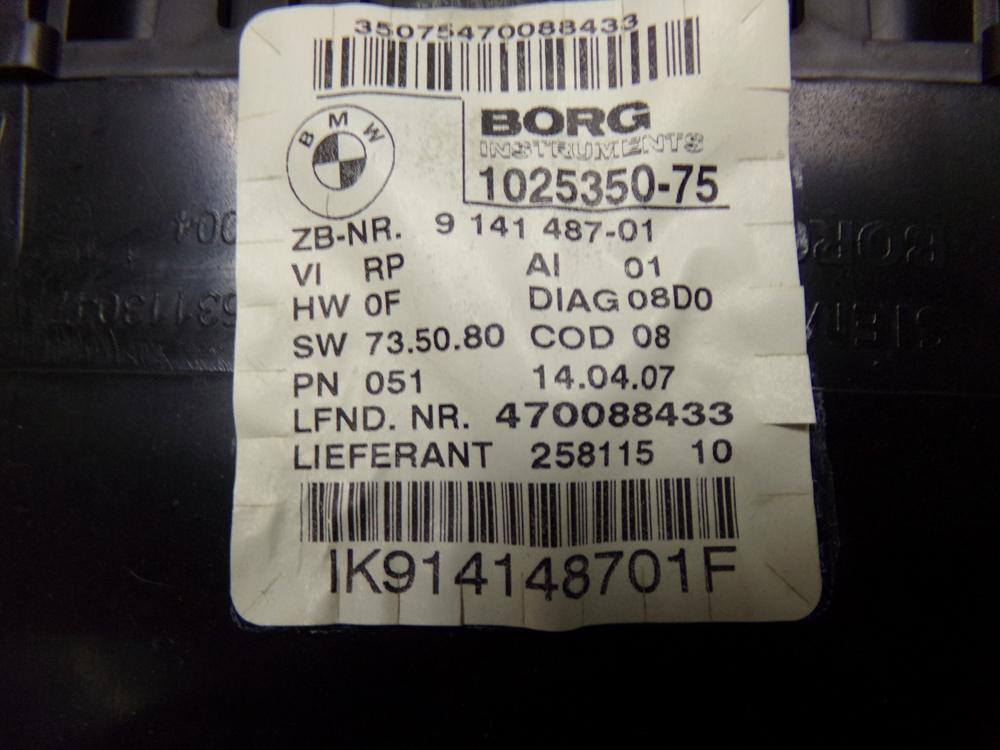 35075470088433
BMW
BORG
INSTRUMENTS
1025350-75
ZB-NR. 9 141 487-01
VI RP AI 01
HW 0F DIAG 08D0
SW 73.50.80 COD 08
PN 051 14.04.07
LFND. NR. 470088433
LIEFERANT 258115 10
IK914148701F